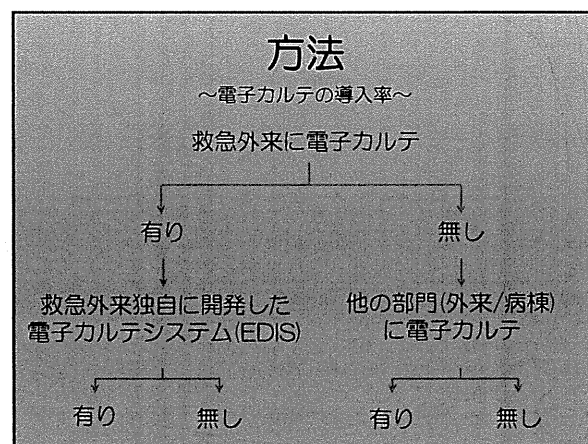 方法
～電子カルテの導入率～
救急外来に電子カルテ
有り
無し
救急外来独自に開発した
電子カルテシステム(EDIS)
他の部門(外来/病棟)
に電子カルテ
有り
無し
有り
無し